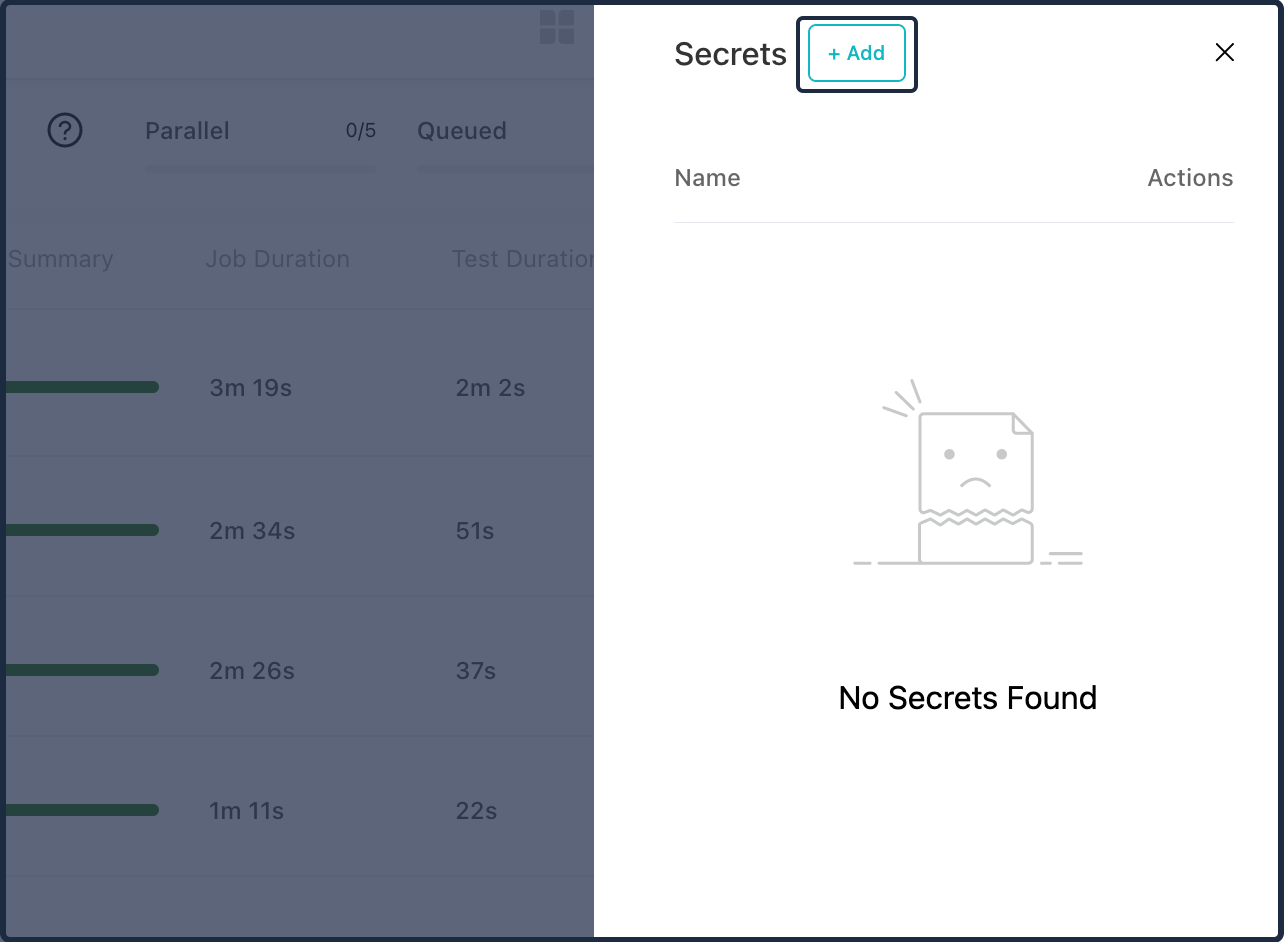 Secrets + Add
Parallel 0/5 Queued
Name Actions
Summary Job Duration Test Duration
3m 19s 2m 2s
2m 34s 51s
2m 26s 37s
No Secrets Found
1m 11s 22s